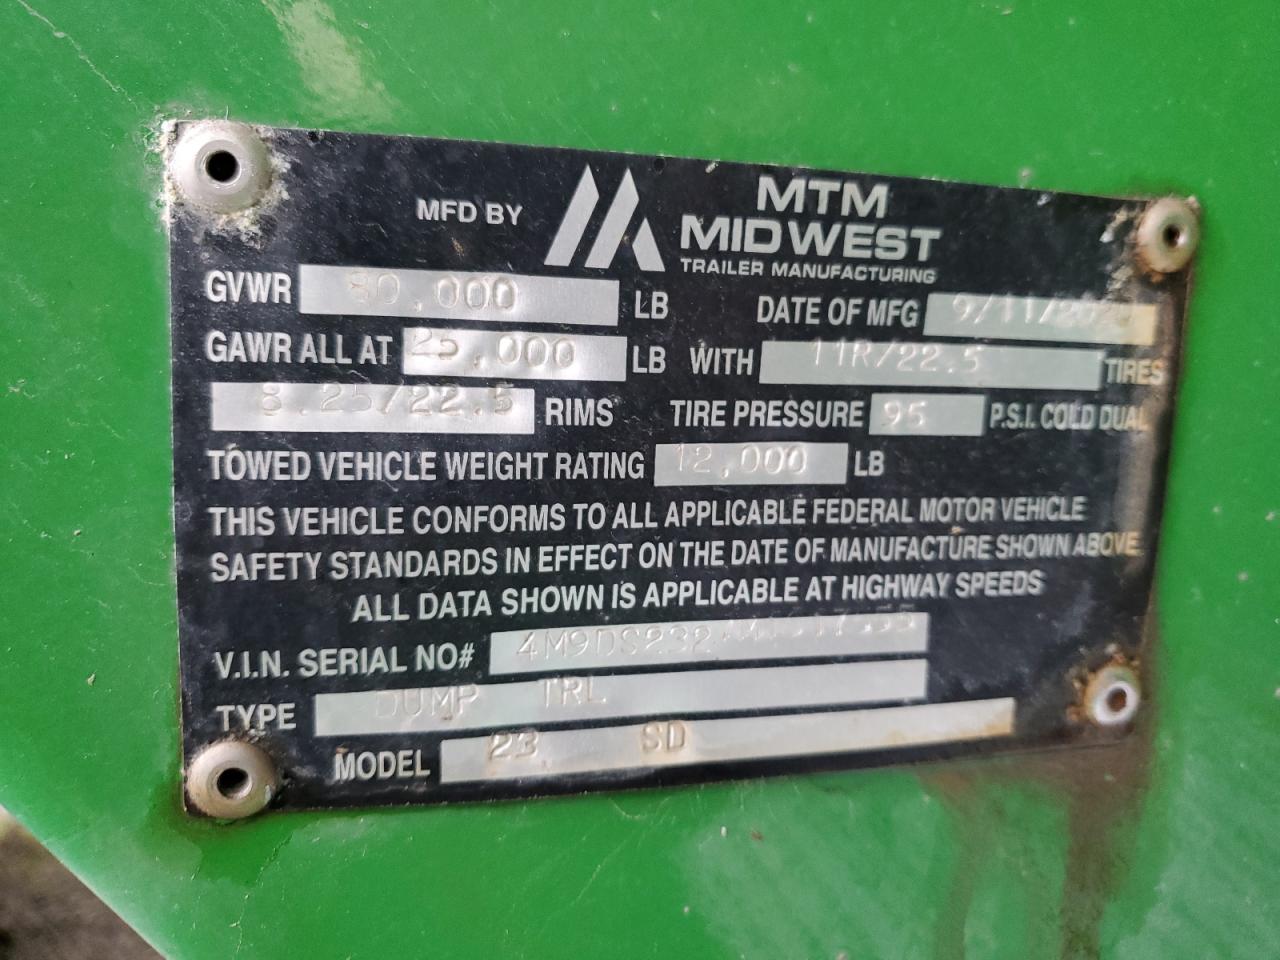 MFD BY MTM
MIDWEST
TRAILER MANUFACTURING
GVWR 80,000 LB DATE OF MFG
GAWR ALL AT 25,000 LB WITH 11R/22.5 TIRES
8.25/22.5 RIMS TIRE PRESSURE 95 P.S.I. COLD DUAL
TOWED VEHICLE WEIGHT RATING 12,000 LB
THIS VEHICLE CONFORMS TO ALL APPLICABLE FEDERAL MOTOR VEHICLE
SAFETY STANDARDS IN EFFECT ON THE DATE OF MANUFACTURE SHOWN ABOVE
ALL DATA SHOWN IS APPLICABLE AT HIGHWAY SPEEDS
V.I.N. SERIAL NO#
TYPE DUMP TRL
MODEL 23 SD